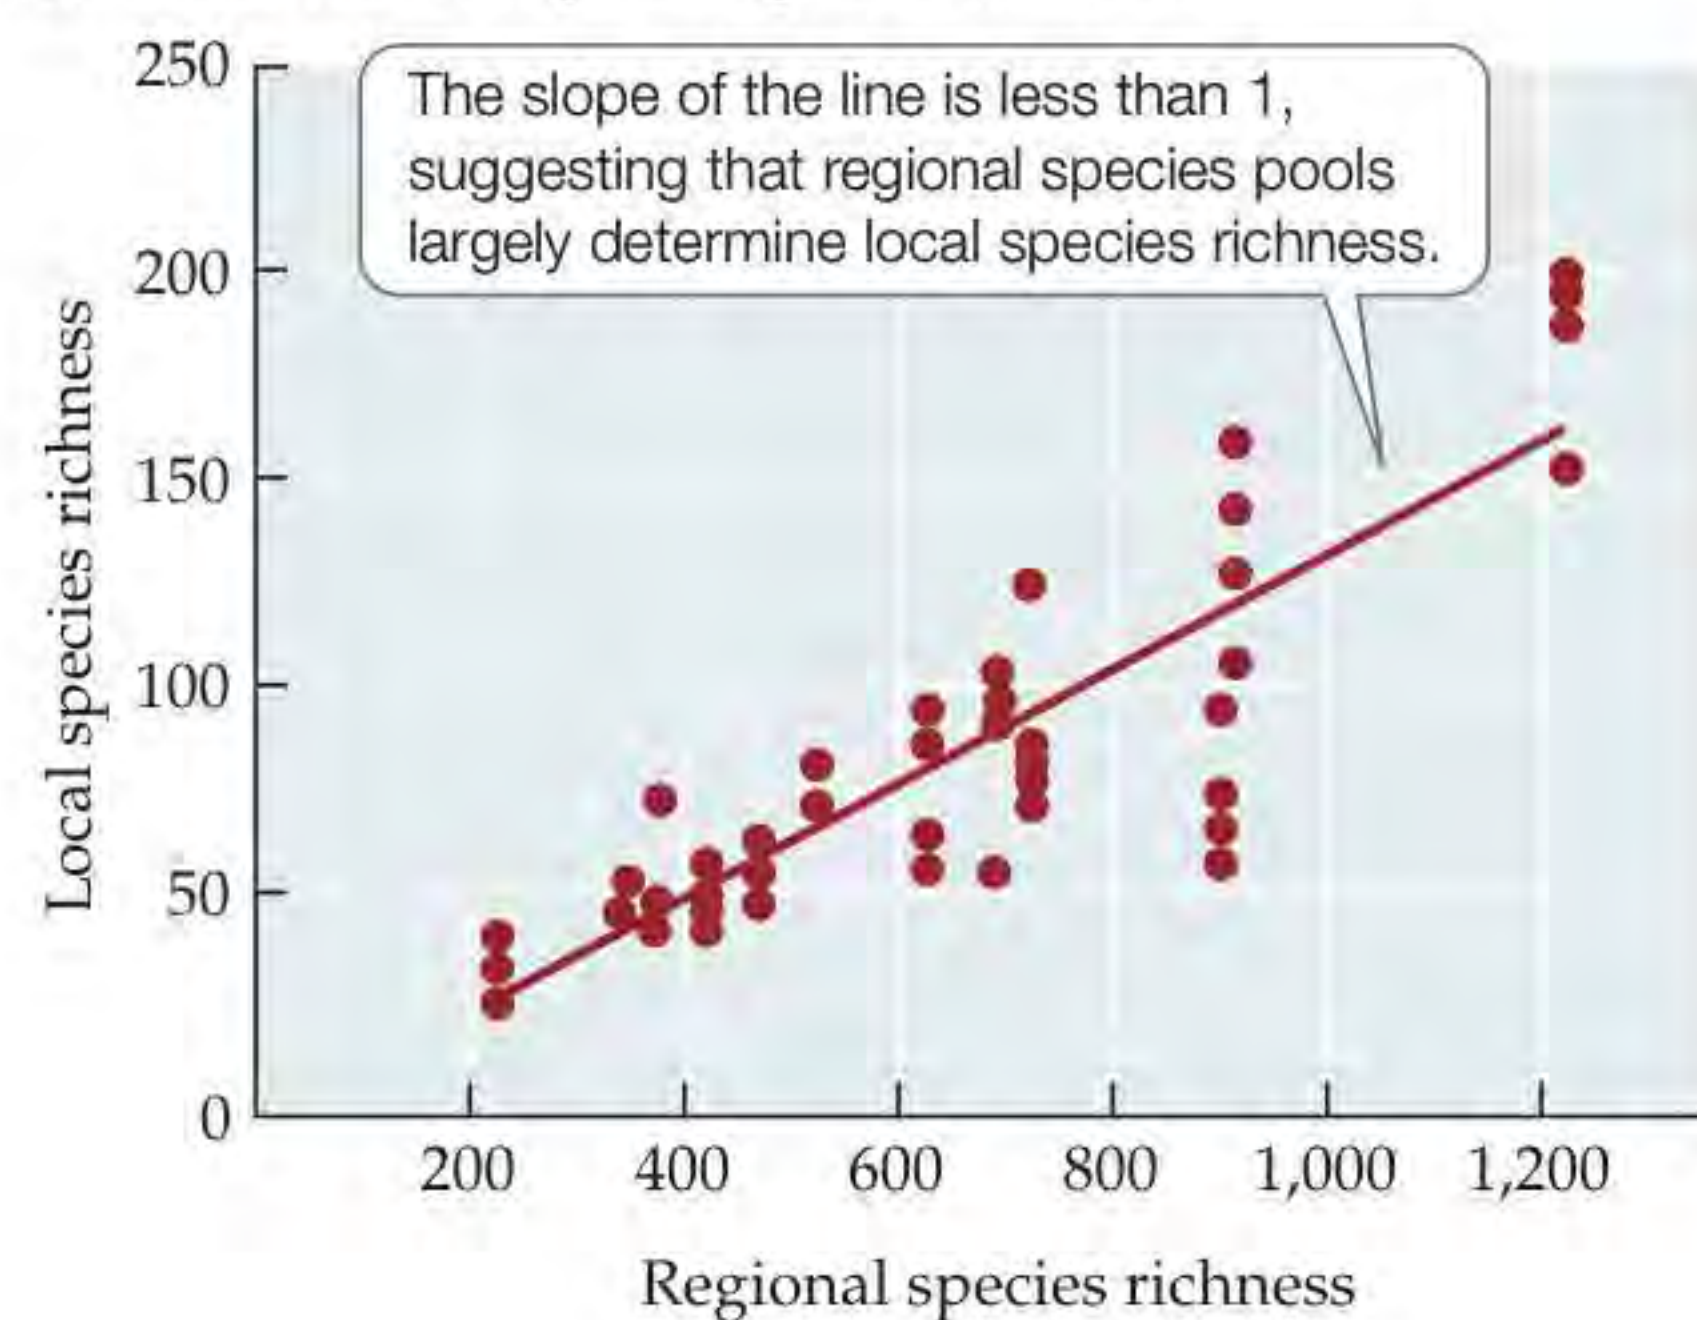 250
The slope of the line is less than 1,
suggesting that regional species pools
largely determine local species richness.
200
150
100
50
0
Local species richness
200 400 600 800 1,000 1,200
Regional species richness